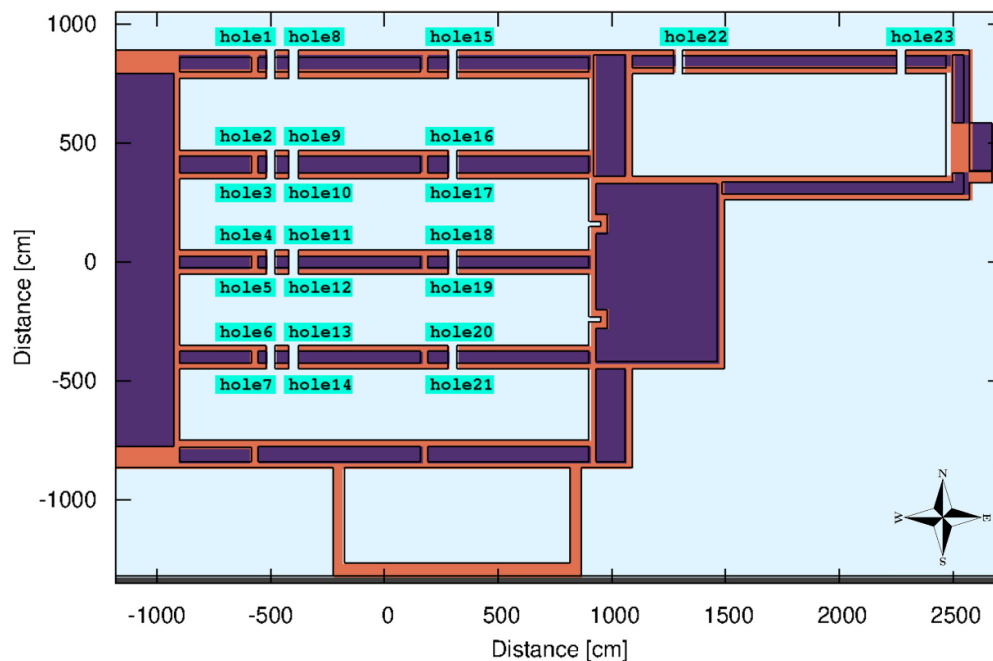 1000
hole1 hole8 hole15 hole22 hole23
500
hole2 hole9 hole16
hole3 hole10 hole17
hole4 hole11 hole18
0
hole5 hole12 hole19
hole6 hole13 hole20
hole7 hole14 hole21
-500
-1000
Distance [cm]
N
W E
S
-1000 -500 0 500 1000 1500 2000 2500
Distance [cm]